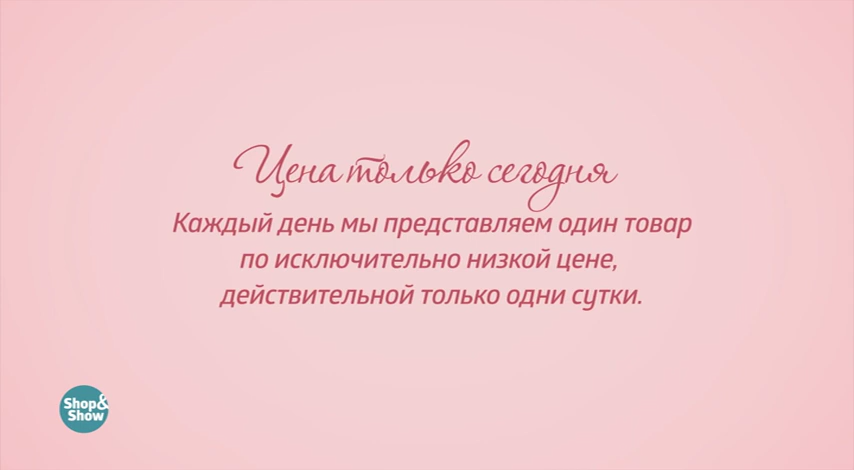 Цена только сегодня
Каждый день мы представляем один товар
по исключительно низкой цене,
действительной только одни сутки.
Shop&
Show